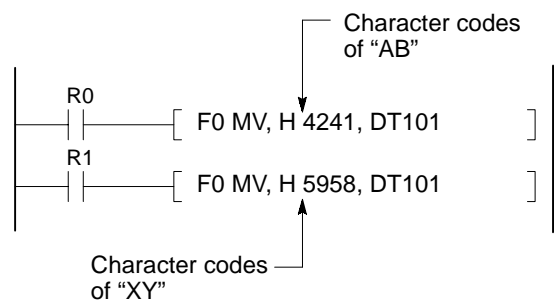 Character codes
of “AB”
R0
F0 MV, H 4241, DT101
R1
F0 MV, H 5958, DT101
Character codes
of “XY”